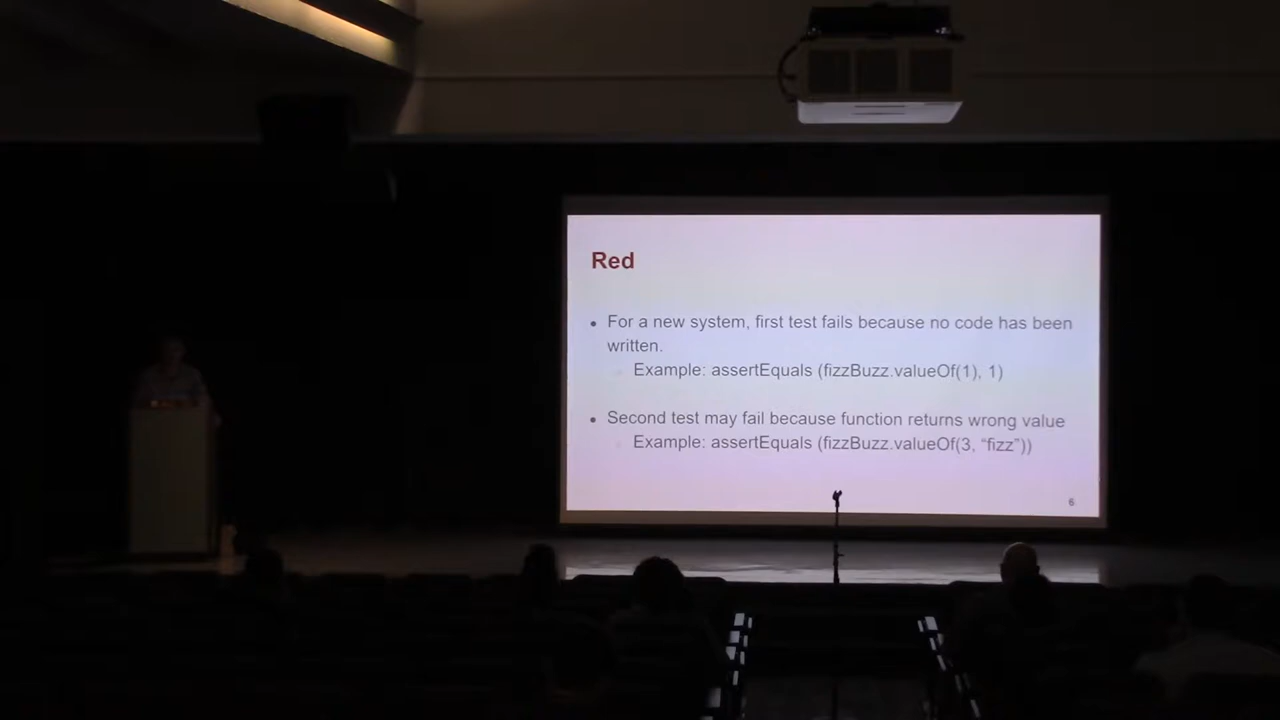 Red
• For a new system, first test fails because no code has been
written.
Example: assertEquals (fizzBuzz.valueOf(1), 1)
• Second test may fail because function returns wrong value
Example: assertEquals (fizzBuzz.valueOf(3, “fizz”))
6